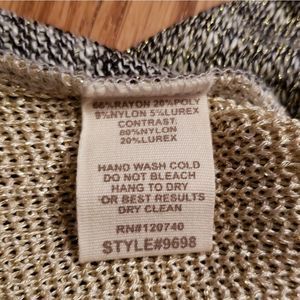 66%RAYON 20%POLY
9%NYLON 5%LUREX
CONTRAST.
80%NYLON
20%LUREX
HAND WASH COLD
DO NOT BLEACH
HANG TO DRY
OR BEST RESULTS
DRY CLEAN
RN#120740
STYLE#9698